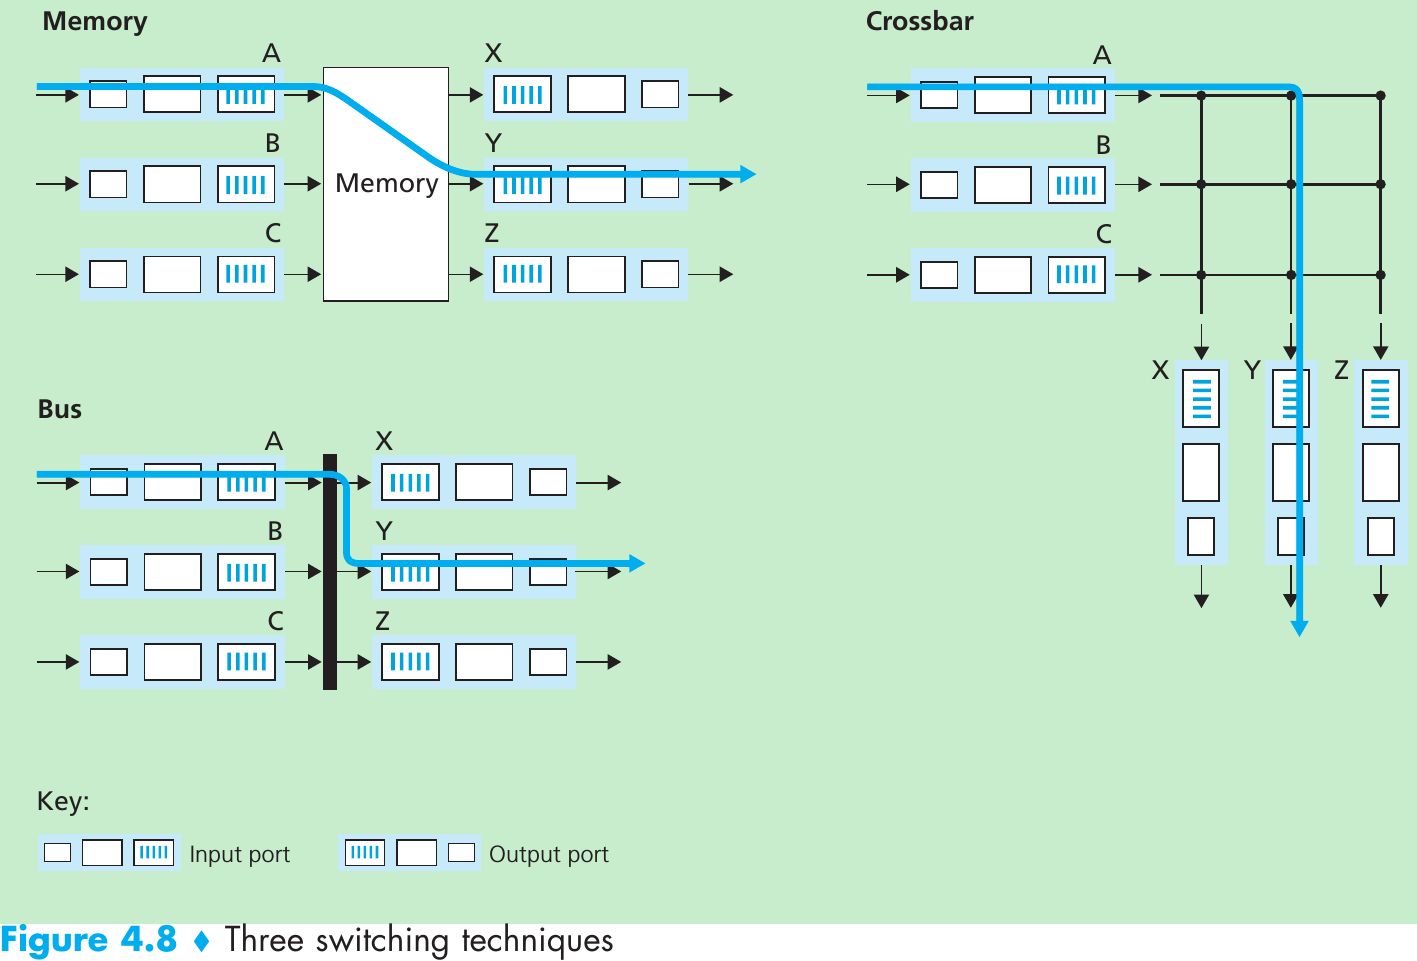 Memory
A
X
B
Y
Memory
C
Z
Crossbar
A
B
C
X
Y
Z
Bus
A
X
B
Y
C
Z
Key:
Input port
Output port
Figure 4.8 ♦ Three switching techniques